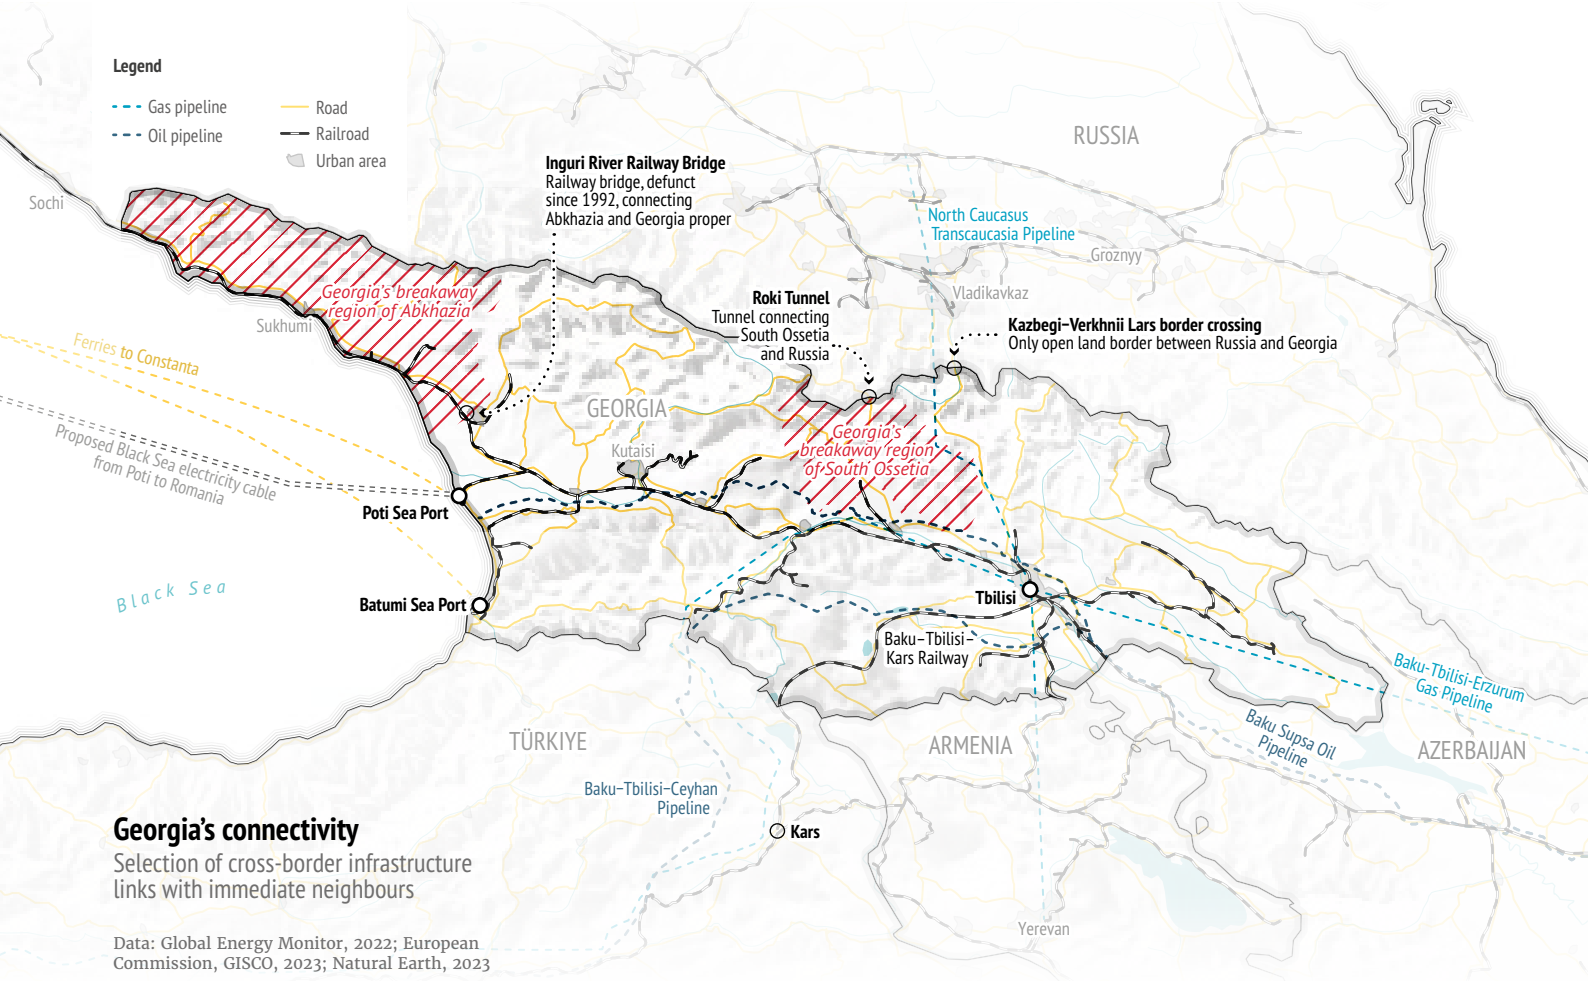 Legend
Gas pipeline
Oil pipeline
Road
Railroad
Urban area
RUSSIA
Sochi
Inguri River Railway Bridge
Railway bridge, defunct
since 1992, connecting
Abkhazia and Georgia proper
North Caucasus
Transcaucasia Pipeline
Groznyy
Vladikavkaz
Georgia's breakaway
region of Abkhazia
Sukhumi
Roki Tunnel
Tunnel connecting
South Ossetia
and Russia
Kazbegi–Verkhnii Lars border crossing
Only open land border between Russia and Georgia
Ferries to Constanta
GEORGIA
Kutaisi
Georgia's
breakaway region
of South Ossetia
Proposed Black Sea electricity cable
from Poti to Romania
Poti Sea Port
Black Sea
Batumi Sea Port
Tbilisi
Baku–Tbilisi–
Kars Railway
Baku-Tbilisi-Erzurum
Gas Pipeline
Baku Supsa Oil
Pipeline
TÜRKIYE
ARMENIA
AZERBAIJAN
Baku–Tbilisi–Ceyhan
Pipeline
Kars
Yerevan
Georgia's connectivity
Selection of cross-border infrastructure
links with immediate neighbours
Data: Global Energy Monitor, 2022; European
Commission, GISCO, 2023; Natural Earth, 2023